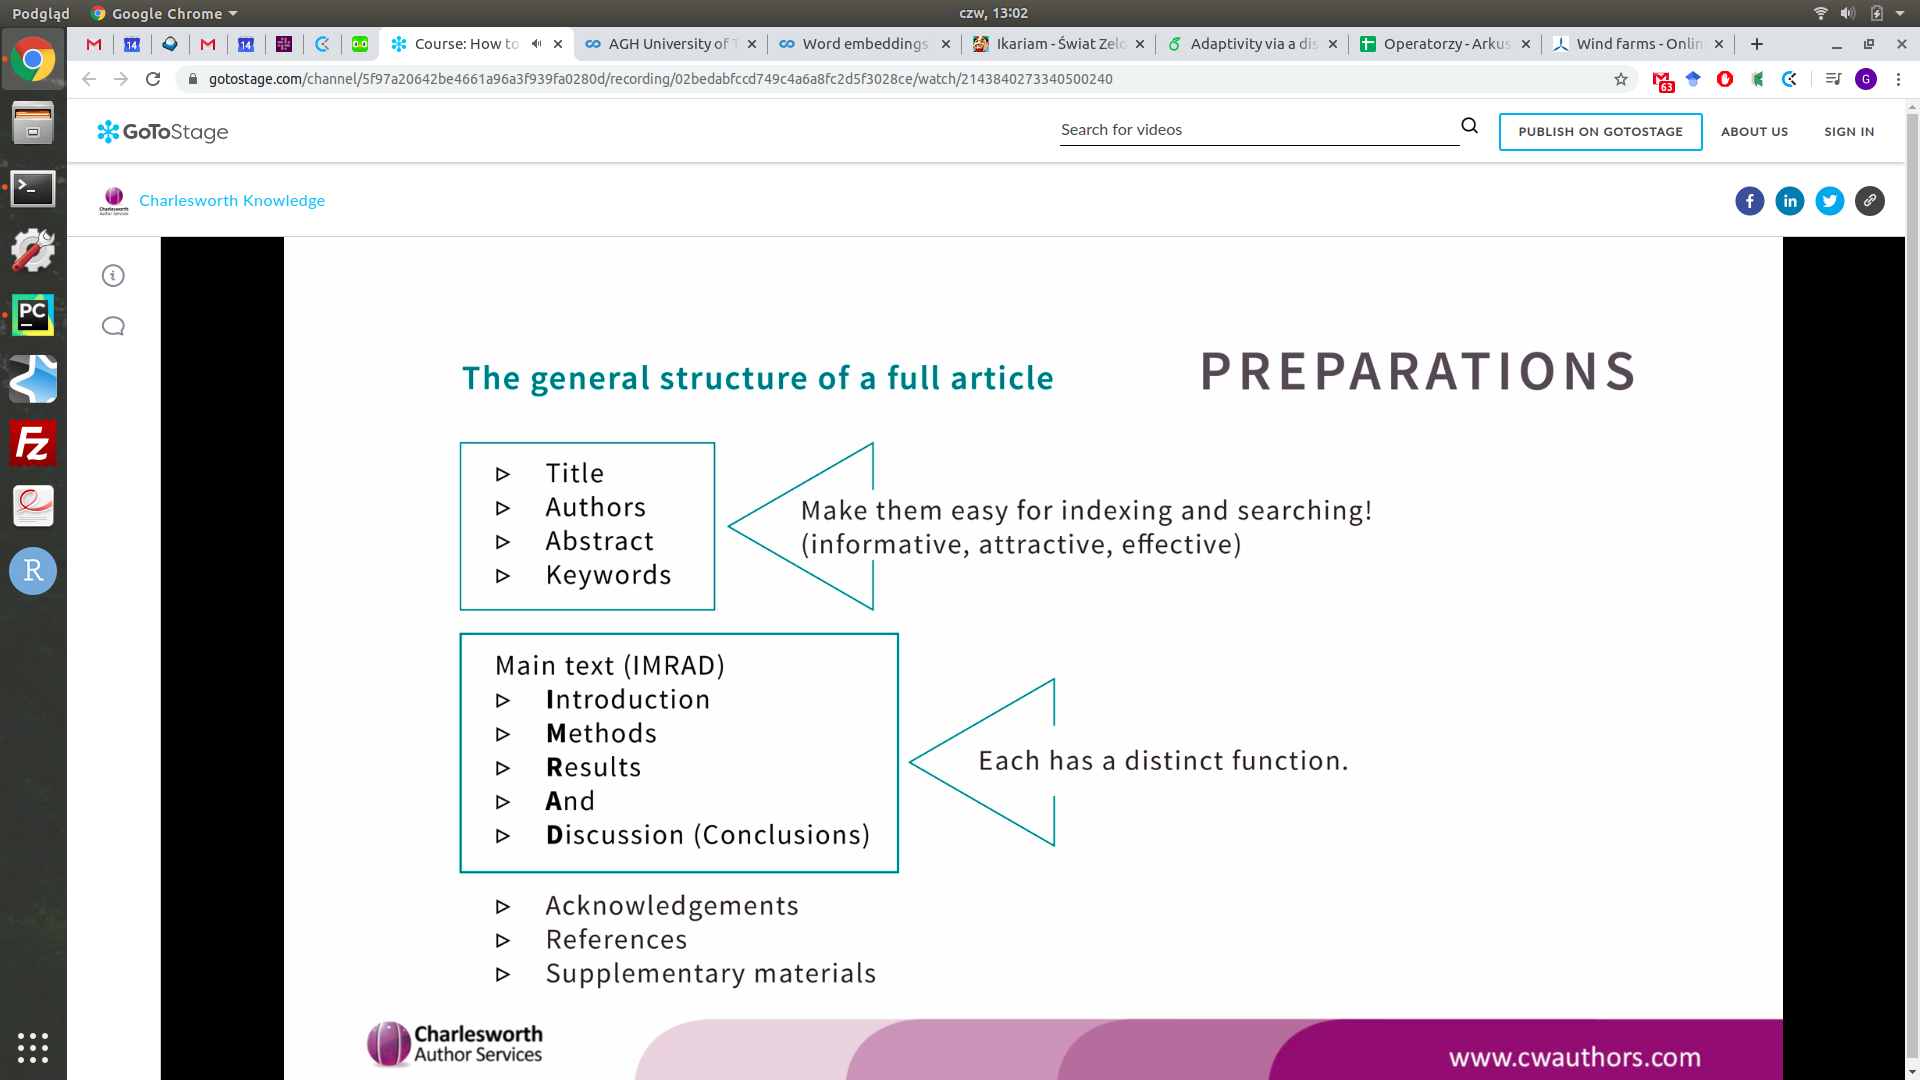 Podgląd
Google Chrome
czw, 13:02
14
14
Course: How to
AGH University of T
Word embeddings
Ikariam - Świat Zelo
Adaptivity via a dis
Operatorzy - Arkus
Wind farms - Onlin
gotostage.com/channel/5f97a20642be4661a96a3f939fa0280d/recording/02bedabfccd749c4a6a8fc2d5f3028ce/watch/2143840273340500240
63
G
GoToStage
Search for videos
PUBLISH ON GOTOSTAGE
ABOUT US
SIGN IN
Charlesworth Knowledge
The general structure of a full article
PREPARATIONS
Title
Authors
Abstract
Keywords
Make them easy for indexing and searching!
(informative, attractive, effective)
Main text (IMRAD)
Introduction
Methods
Results
And
Discussion (Conclusions)
Each has a distinct function.
Acknowledgements
References
Supplementary materials
Charlesworth
Author Services
www.cwauthors.com
PC
Fz
R